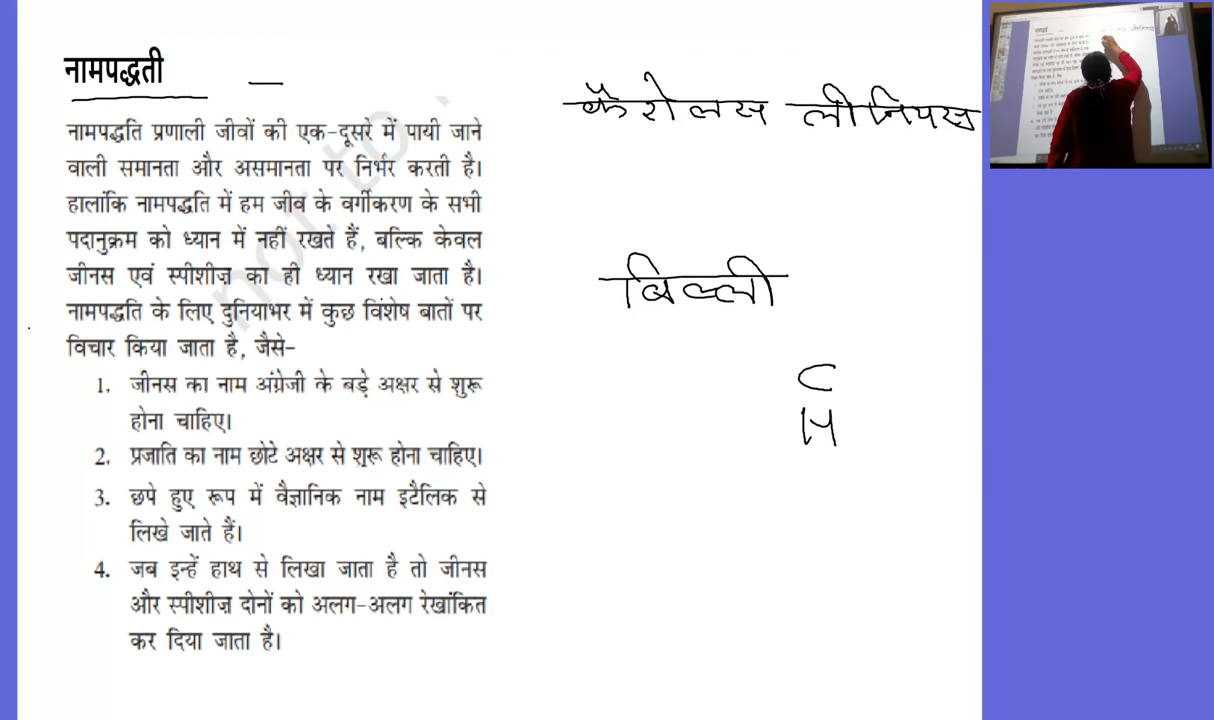 नामपद्धती
नामपद्धति प्रणाली जीवों की एक-दूसरे में पायी जाने
वाली समानता और असमानता पर निर्भर करती है।
हालांकि नामपद्धति में हम जीव के वर्गीकरण के सभी
पदानुक्रम को ध्यान में नहीं रखते हैं, बल्कि केवल
जीनस एवं स्पीशीज़ का ही ध्यान रखा जाता है।
नामपद्धति के लिए दुनियाभर में कुछ विशेष बातों पर
विचार किया जाता है, जैसे-
1. जीनस का नाम अंग्रेजी के बड़े अक्षर से शुरू
होना चाहिए।
2. प्रजाति का नाम छोटे अक्षर से शुरू होना चाहिए।
3. छपे हुए रूप में वैज्ञानिक नाम इटैलिक से
लिखे जाते हैं।
4. जब इन्हें हाथ से लिखा जाता है तो जीनस
और स्पीशीज़ दोनों को अलग-अलग रेखांकित
कर दिया जाता है।
कैरोलस लीनियस
बिल्ली
C
H
not to